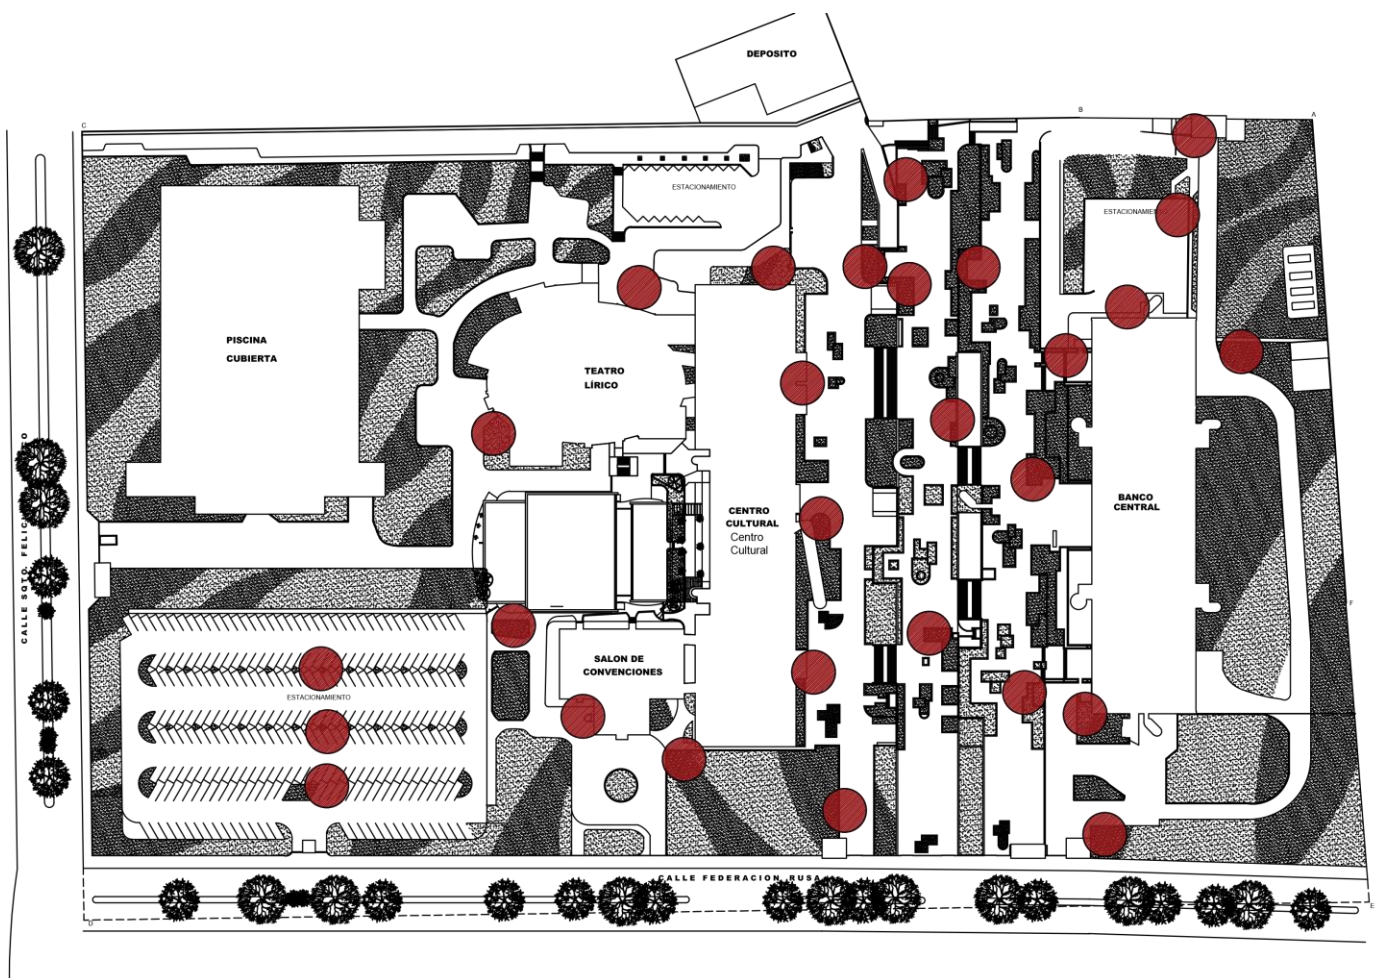 DEPOSITO
B
A
C
ESTACIONAMIENTO
PISCINA
CUBIERTA
TEATRO
LÍRICO
CENTRO
CULTURAL
Centro
Cultural
BANCO
CENTRAL
F
SALON DE
CONVENCIONES
ESTACIONAMIENTO
CALLE FEDERACION RUSA
D
E